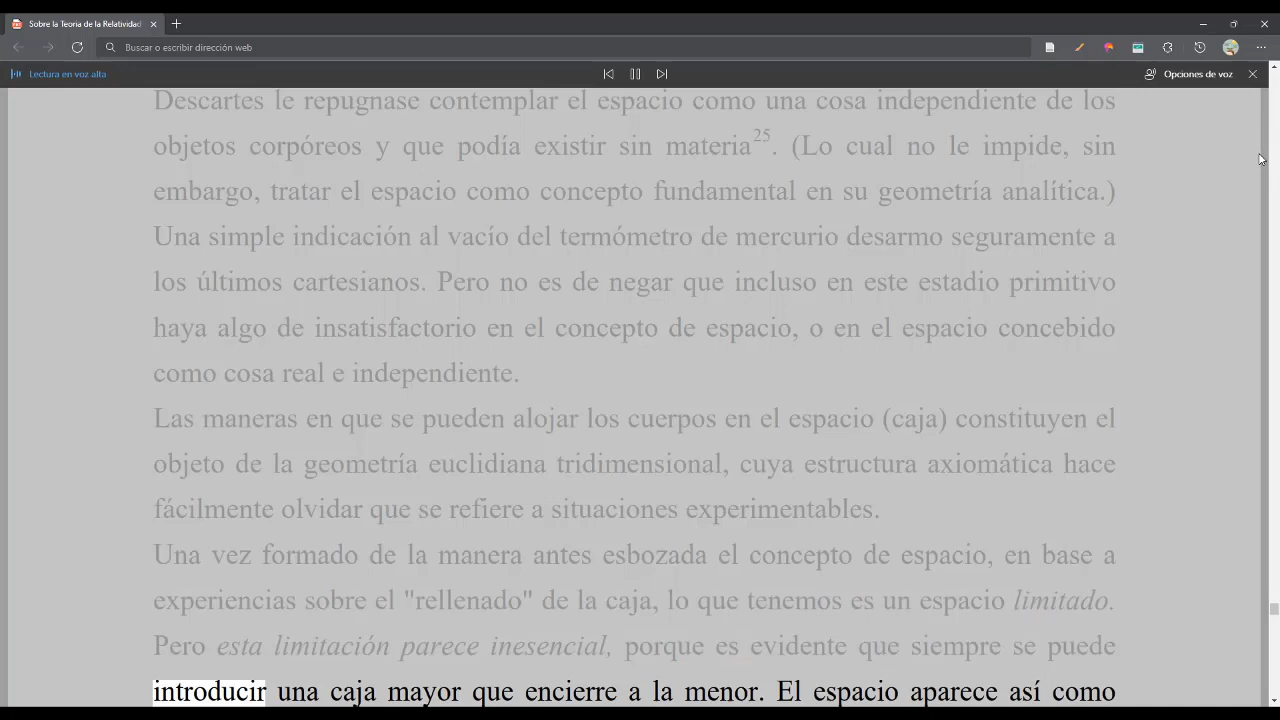 Sobre la Teoria de la Relatividad
Buscar o escribir dirección web
Lectura en voz alta
Opciones de voz
Descartes le repugnase contemplar el espacio como una cosa independiente de los
objetos corpóreos y que podía existir sin materia25. (Lo cual no le impide, sin
embargo, tratar el espacio como concepto fundamental en su geometría analítica.)
Una simple indicación al vacío del termómetro de mercurio desarmo seguramente a
los últimos cartesianos. Pero no es de negar que incluso en este estadio primitivo
haya algo de insatisfactorio en el concepto de espacio, o en el espacio concebido
como cosa real e independiente.
Las maneras en que se pueden alojar los cuerpos en el espacio (caja) constituyen el
objeto de la geometría euclidiana tridimensional, cuya estructura axiomática hace
fácilmente olvidar que se refiere a situaciones experimentables.
Una vez formado de la manera antes esbozada el concepto de espacio, en base a
experiencias sobre el "rellenado" de la caja, lo que tenemos es un espacio limitado.
Pero esta limitación parece inesencial, porque es evidente que siempre se puede
introducir una caja mayor que encierre a la menor. El espacio aparece así como